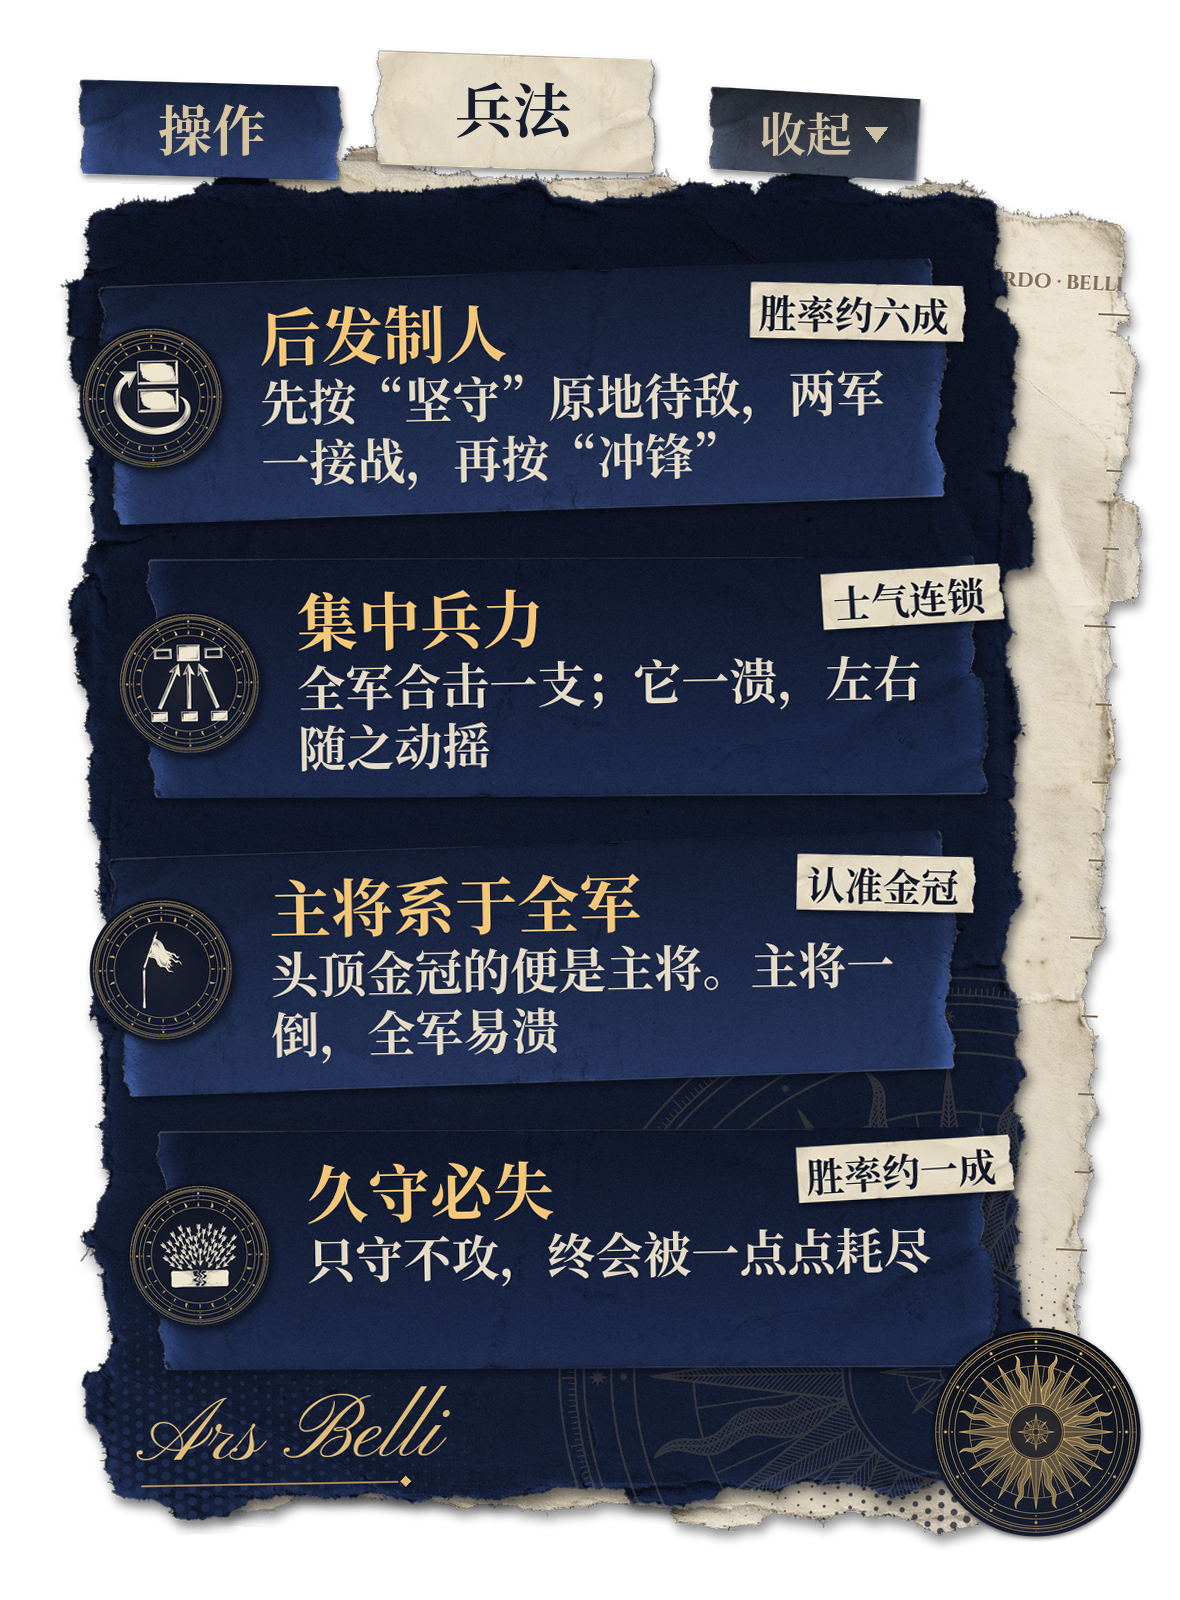 操作
兵法
收起
RDO · BELLI
后发制人
胜率约六成
先按“坚守”原地待敌，两军
一接战，再按“冲锋”
集中兵力
士气连锁
全军合击一支；它一溃，左右
随之动摇
主将系于全军
认准金冠
头顶金冠的便是主将。主将一
倒，全军易溃
久守必失
胜率约一成
只守不攻，终会被一点点耗尽
Ars Belli